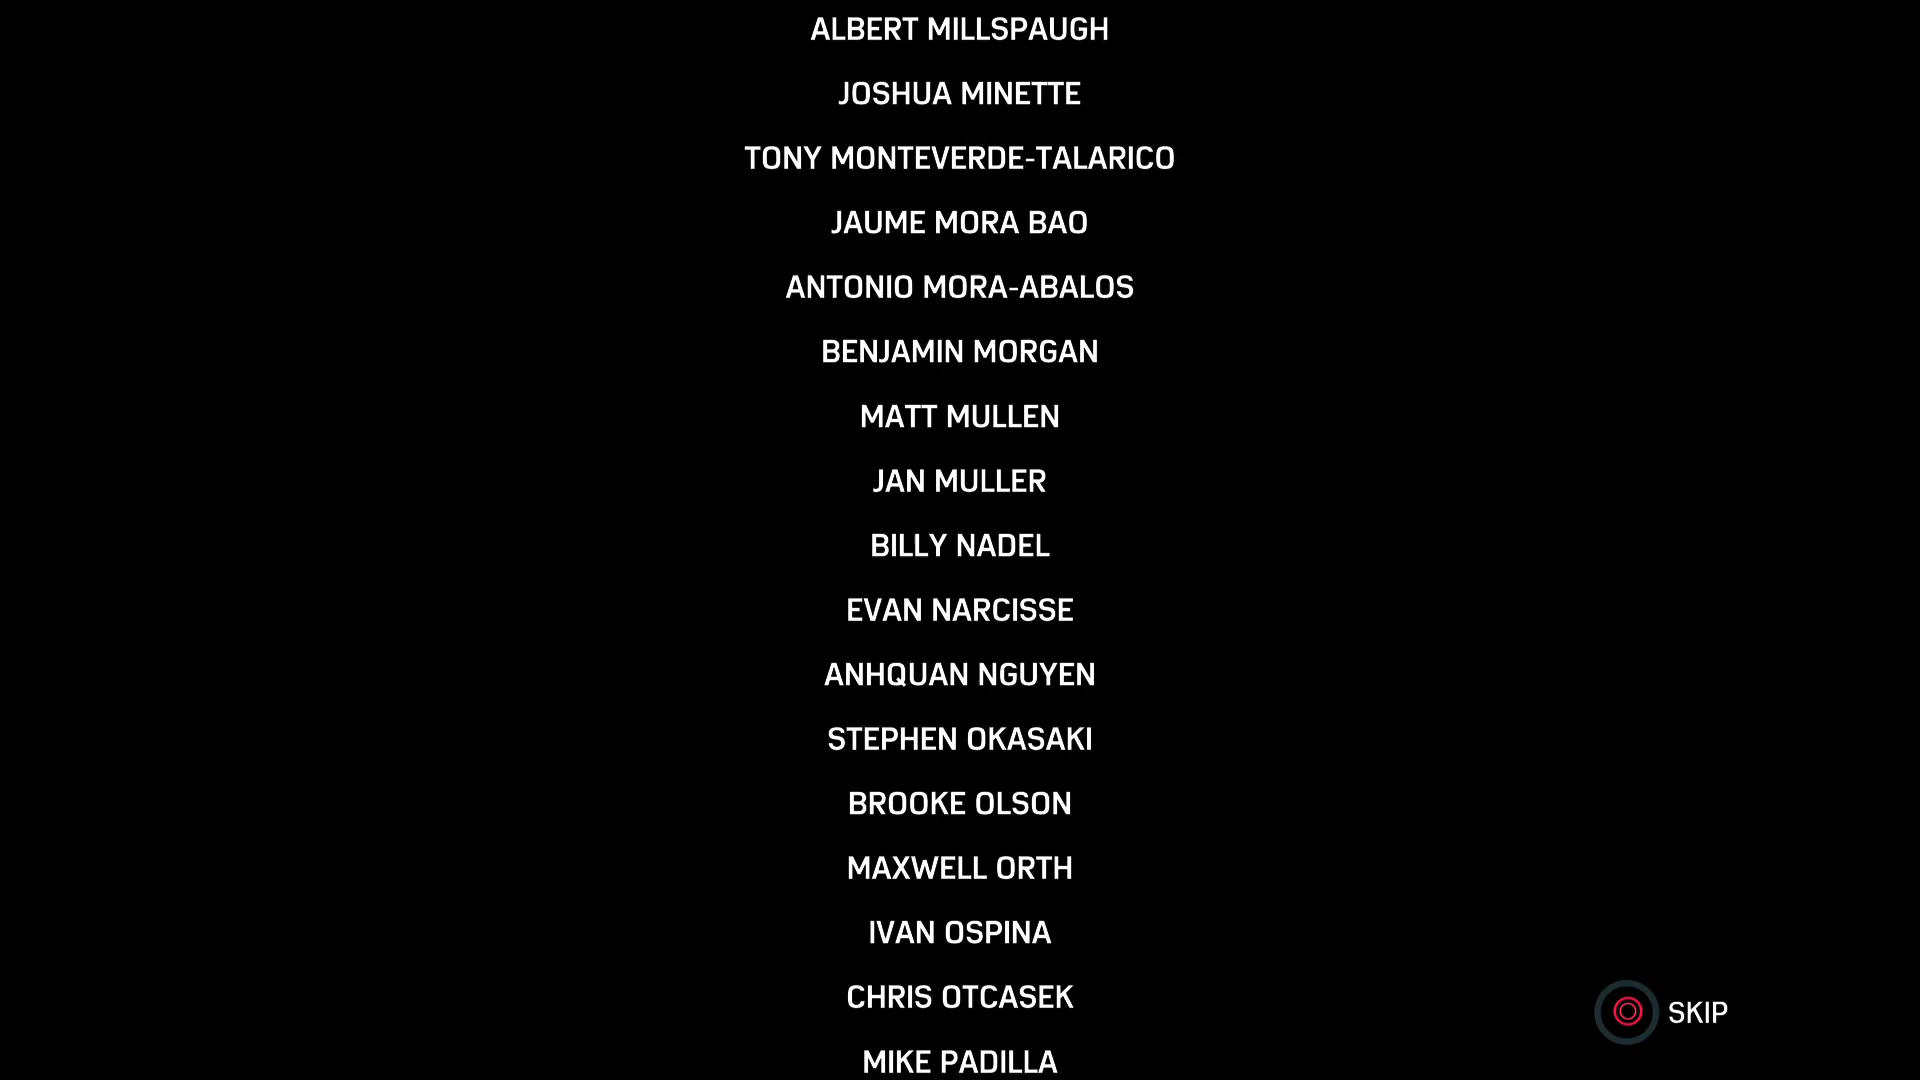 ALBERT MILLSPAUGH
JOSHUA MINETTE
TONY MONTEVERDE-TALARICO
JAUME MORA BAO
ANTONIO MORA-ABALOS
BENJAMIN MORGAN
MATT MULLEN
JAN MULLER
BILLY NADEL
EVAN NARCISSE
ANHQUAN NGUYEN
STEPHEN OKASAKI
BROOKE OLSON
MAXWELL ORTH
IVAN OSPINA
CHRIS OTCASEK
SKIP
MIKE PADILLA